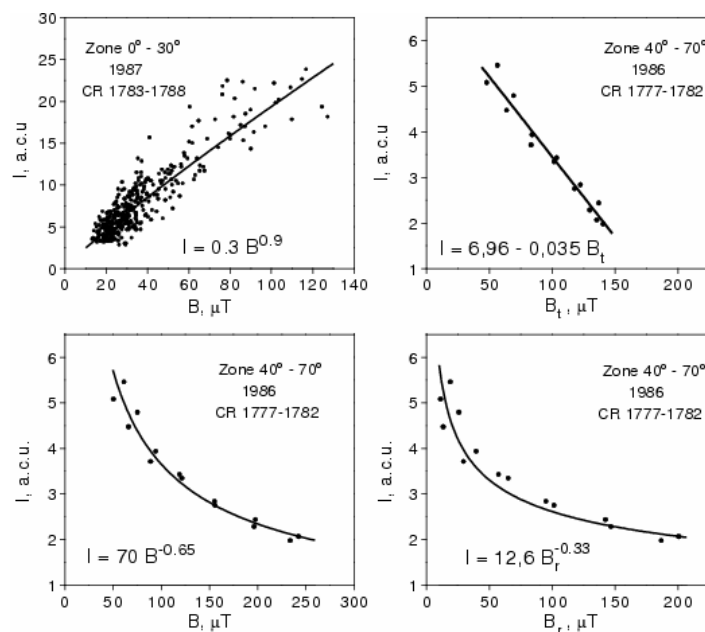 30
25
20
15
10
5
0
I, a.c.u
Zone 0° - 30°
1987
CR 1783-1788
I = 0.3 B^0.9
0 20 40 60 80 100 120 140
B, μT
6
5
4
3
2
1
I, a.c.u.
Zone 40° - 70°
1986
CR 1777-1782
I = 6,96 - 0,035 B_t
0 50 100 150 200
B_t, μT
6
5
4
3
2
1
I, a.c.u.
Zone 40° - 70°
1986
CR 1777-1782
I = 70 B^-0.65
0 50 100 150 200 250 300
B, μT
6
5
4
3
2
1
I, a.c.u.
Zone 40° - 70°
1986
CR 1777-1782
I = 12,6 B_r^-0.33
0 50 100 150 200
B_r, μT